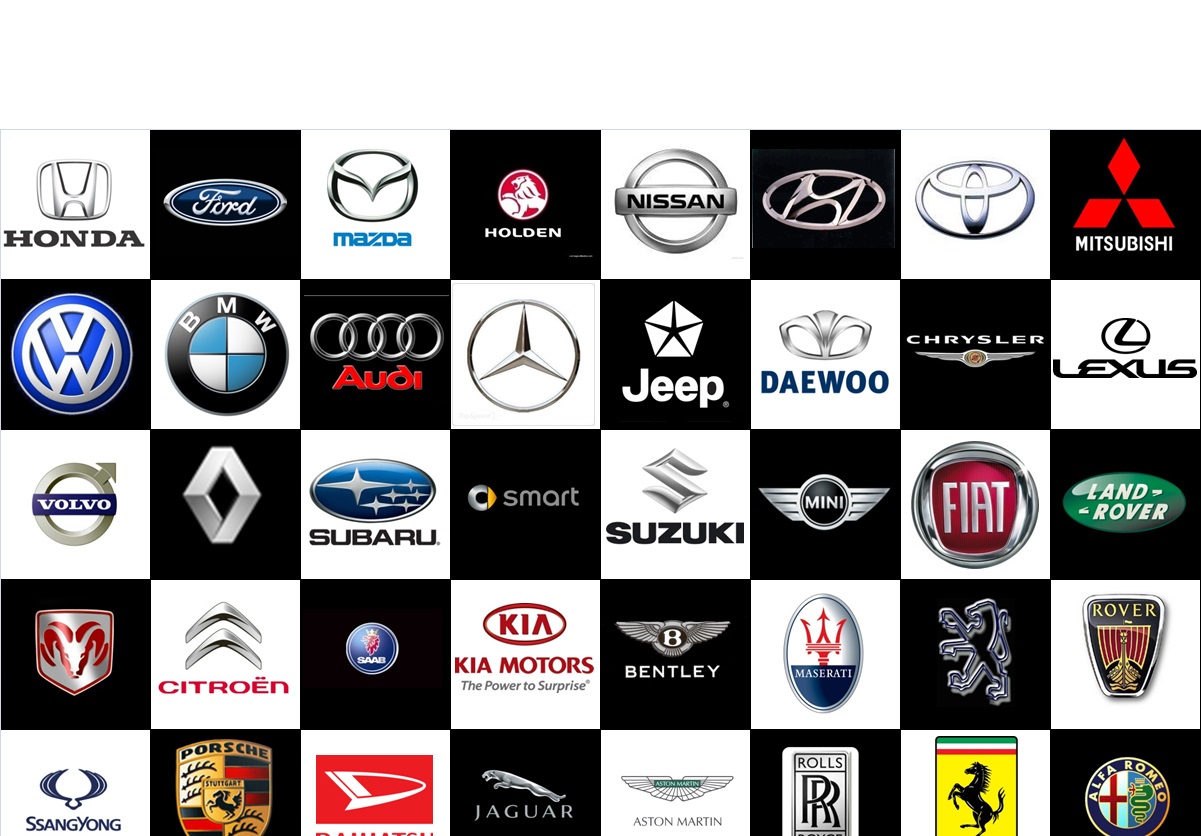 HONDA
Ford
mazda
HOLDEN
NISSAN
MITSUBISHI
BMW
Audi
Jeep®
DAEWOO
CHRYSLER
LEXUS
VOLVO
SUBARU®
smart
SUZUKI
MINI
FIAT
LAND-
-ROVER
CITROËN
SAAB
KIA
KIA MOTORS
The Power to Surprise®
B
BENTLEY
MASERATI
ROVER
SSANGYONG
PORSCHE
STUTTGART
DAIHATSU
JAGUAR
ASTON MARTIN
ASTON MARTIN
ROLLS
RR
ROYCE
ALFA ROMEO